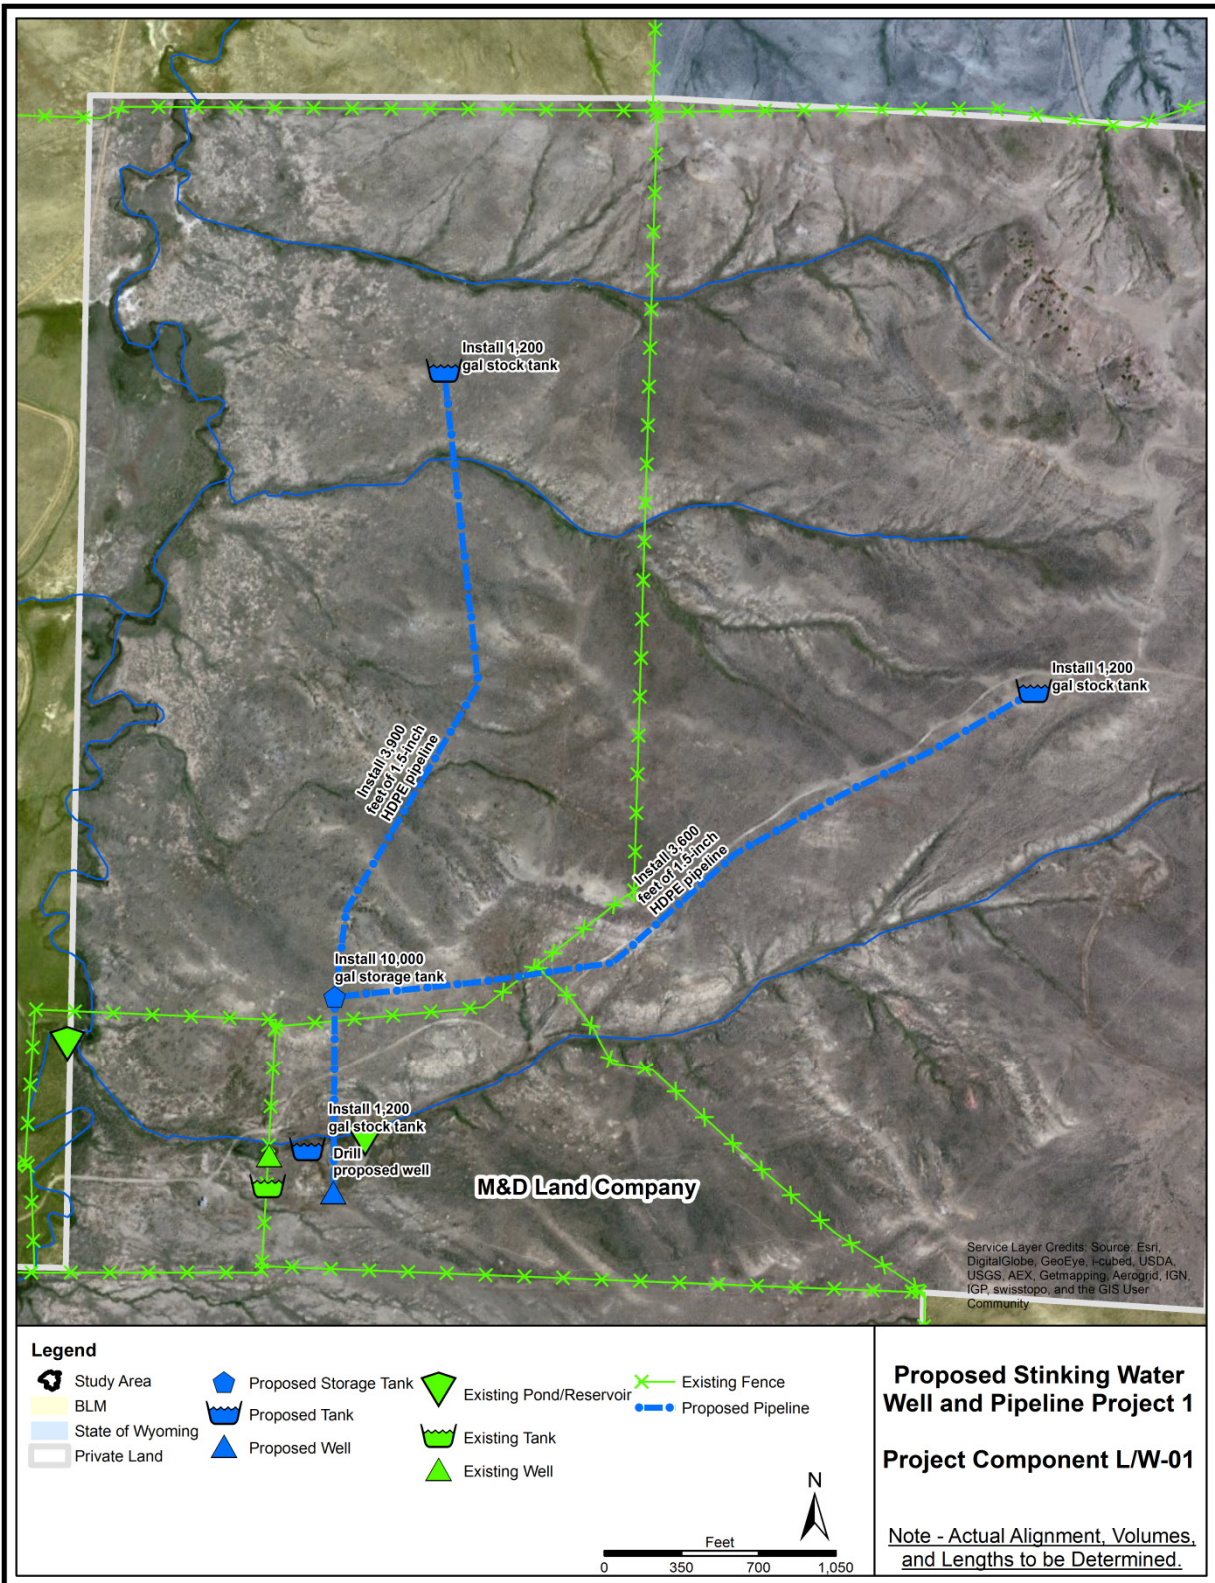 Install 1,200
gal stock tank
Install 1,200
gal stock tank
Install 3,900
feet of 1.5-inch
HDPE pipeline
Install 3,600
feet of 1.5-inch
HDPE pipeline
Install 10,000
gal storage tank
Install 1,200
gal stock tank
Drill
proposed well
M&D Land Company
Service Layer Credits: Source: Esri,
DigitalGlobe, GeoEye, i-cubed, USDA,
USGS, AEX, Getmapping, Aerogrid, IGN,
IGP, swisstopo, and the GIS User
Community
Legend
Study Area
BLM
State of Wyoming
Private Land
Proposed Storage Tank
Proposed Tank
Proposed Well
Existing Pond/Reservoir
Existing Tank
Existing Well
Existing Fence
Proposed Pipeline
N
Feet
0 350 700 1,050
Proposed Stinking Water
Well and Pipeline Project 1
Project Component L/W-01
Note - Actual Alignment, Volumes,
and Lengths to be Determined.